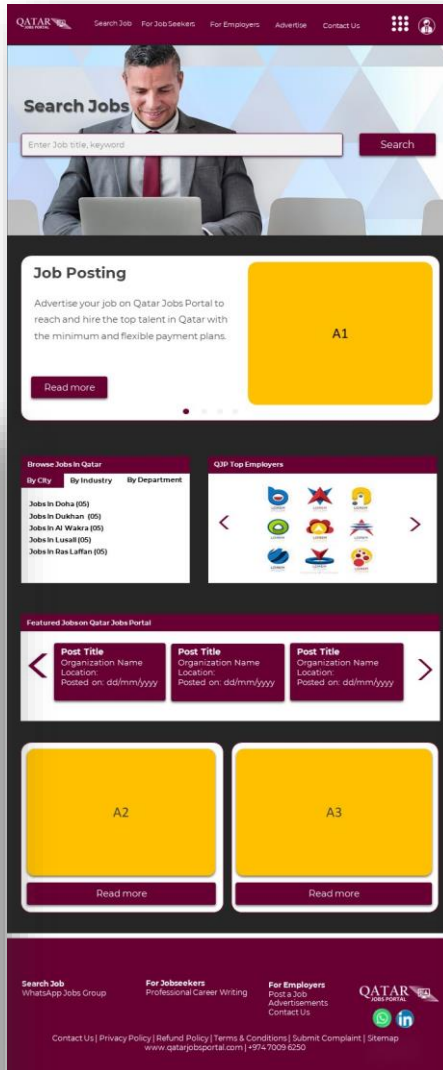 QATAR
JOBS PORTAL
Search Job For Job Seekers For Employers Advertise Contact Us
Search Jobs
Enter Job title, keyword
Search
Job Posting
Advertise your job on Qatar Jobs Portal to
reach and hire the top talent in Qatar with
the minimum and flexible payment plans.
Read more
A1
Browse Jobs In Qatar
By City By Industry By Department
Jobs In Doha (05)
Jobs In Dukhan (05)
Jobs In Al Wakra (05)
Jobs In Lusail (05)
Jobs In Ras Laffan (05)
QJP Top Employers
Featured Jobs on Qatar Jobs Portal
Post Title
Organization Name
Location:
Posted on: dd/mm/yyyy
Post Title
Organization Name
Location:
Posted on: dd/mm/yyyy
Post Title
Organization Name
Location:
Posted on: dd/mm/yyyy
A2
Read more
A3
Read more
Search Job
WhatsApp Jobs Group
For Jobseekers
Professional Career Writing
For Employers
Post a Job
Advertisements
Contact Us
QATAR
JOBS PORTAL
in
Contact Us | Privacy Policy | Refund Policy | Terms & Conditions | Submit Complaint | Sitemap
www.qatarjobsportal.com | +974 7009 6250